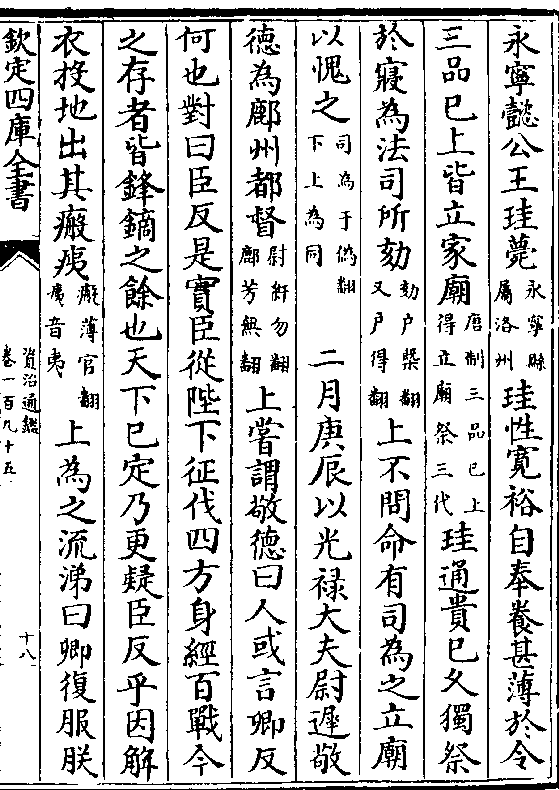 永寧懿公王珪薨永寧縣屬洛州珪性寛裕自奉養甚薄於令
三品已上皆立家廟唐制三品已上得立廟祭三代珪通貴已久獨祭
於寢為法司所劾劾户槩翻又户得翻上不問命有司為之立廟
以愧之司為于偽翻下上為同二月庚辰以光禄大夫尉遲敬
德為鄜州都督尉紆勿翻鄜芳無翻上嘗謂敬德曰人或言卿反
何也對曰臣反是實臣從陛下征伐四方身經百戰今
之存者皆鋒鏑之餘也天下已定乃更疑臣反乎因解
衣投地出其瘢痍瘢薄官翻痍音夷上為之流涕曰卿復服朕
欽定四庫全書
資治通鑑
卷一百九十五
十八